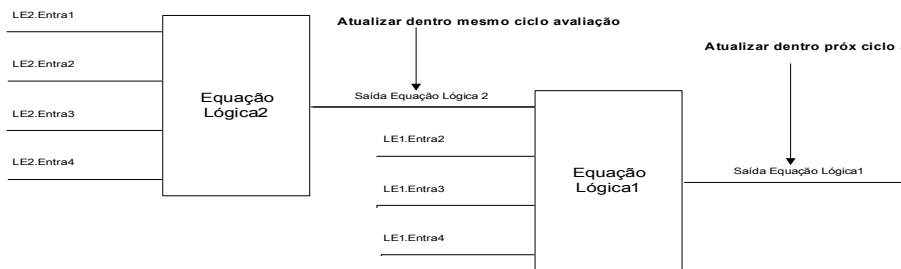 LE2.Entra1
LE2.Entra2
LE2.Entra3
LE2.Entra4
Equação
Lógica2
Atualizar dentro mesmo ciclo avaliação
Saída Equação Lógica 2
LE1.Entra2
LE1.Entra3
LE1.Entra4
Equação
Lógica1
Atualizar dentro próx ciclo
Saída Equação Lógica1